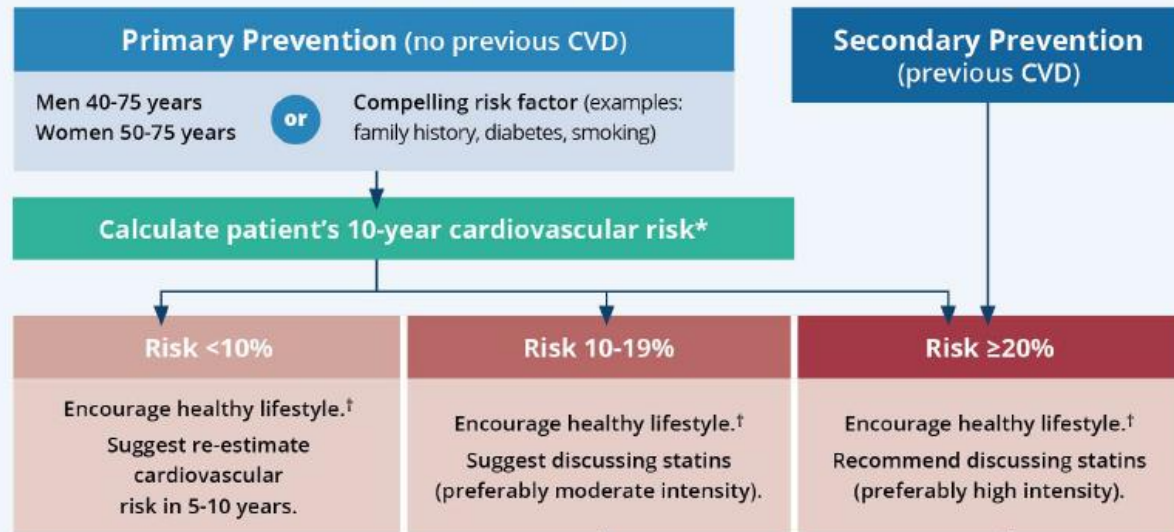 Primary Prevention (no previous CVD)
Men 40-75 years
Women 50-75 years
or
Compelling risk factor (examples:
family history, diabetes, smoking)
Secondary Prevention
(previous CVD)
Calculate patient’s 10-year cardiovascular risk*
Risk <10%
Encourage healthy lifestyle.†
Suggest re-estimate
cardiovascular
risk in 5-10 years.
Risk 10-19%
Encourage healthy lifestyle.†
Suggest discussing statins
(preferably moderate intensity).
Risk ≥20%
Encourage healthy lifestyle.†
Recommend discussing statins
(preferably high intensity).